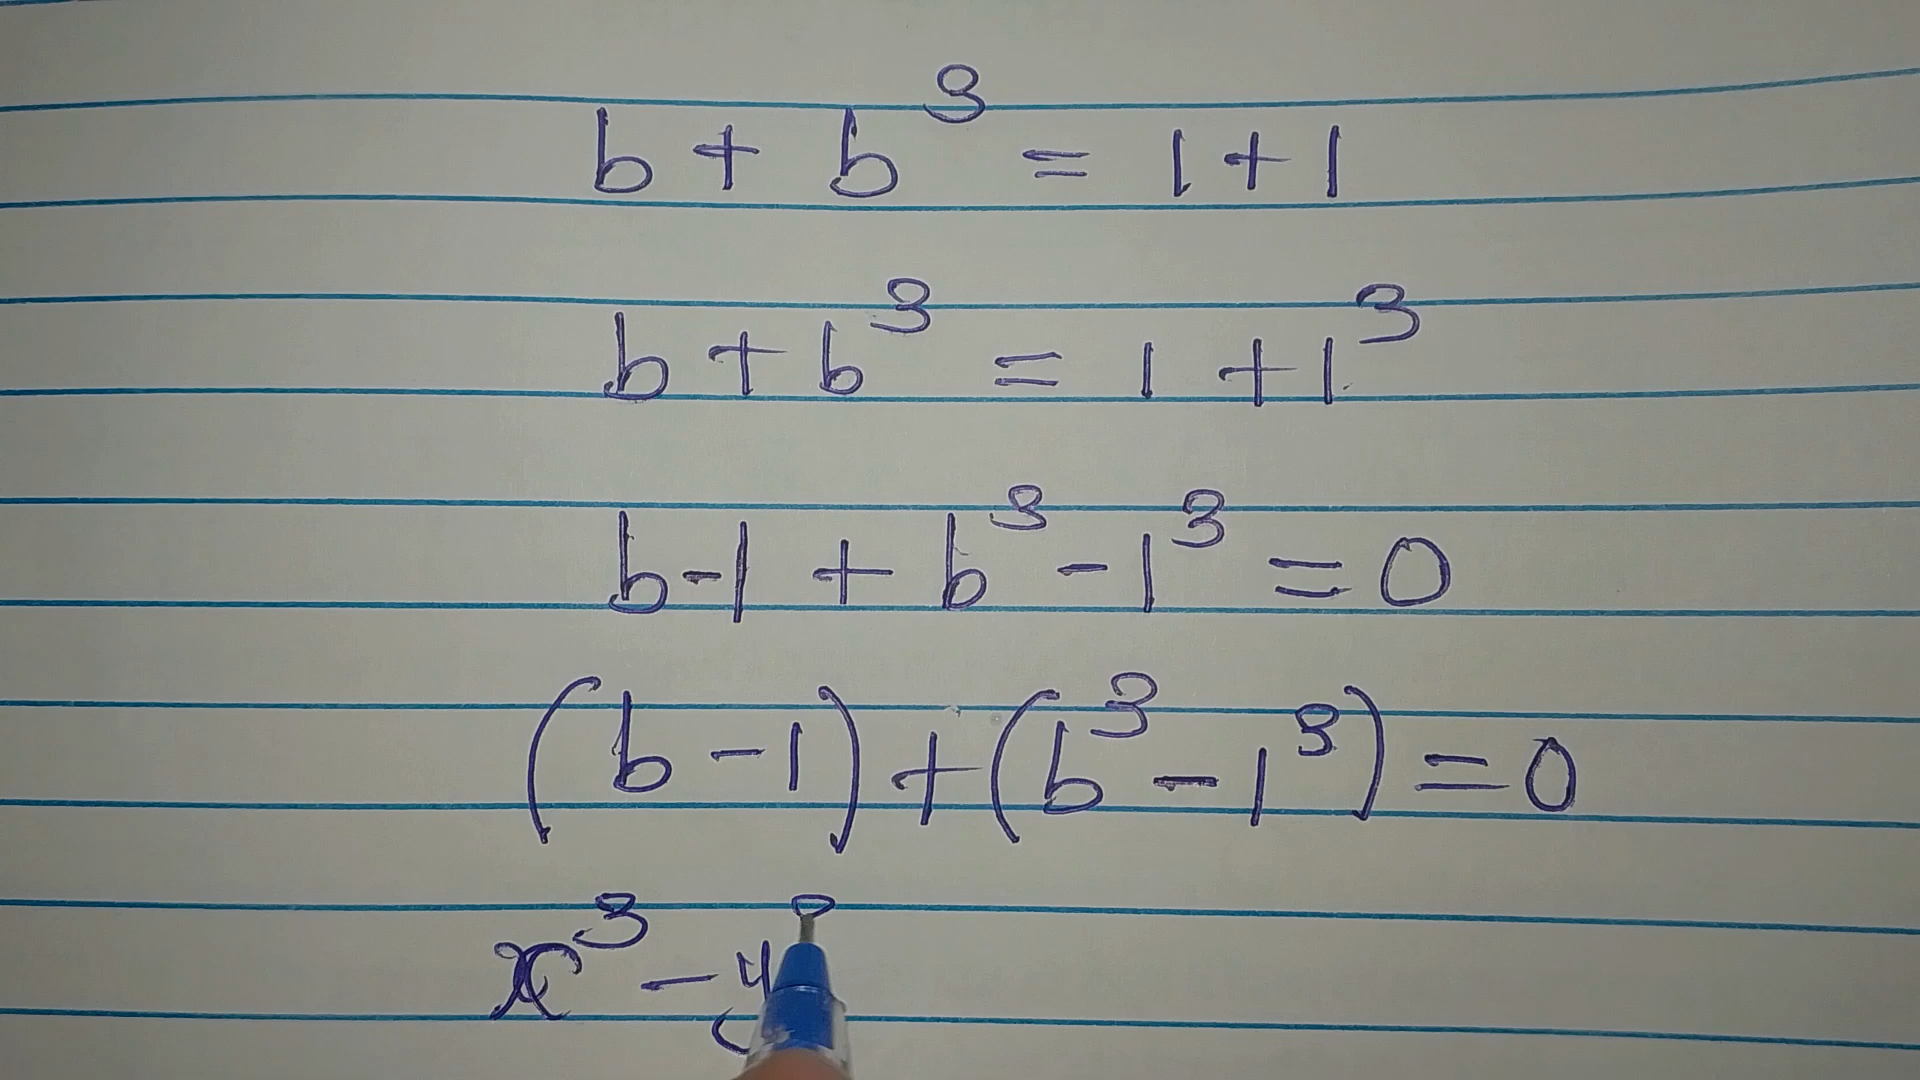 b + b³ = 1 + 1
b + b³ = 1 + 1³
b - 1 + b³ - 1³ = 0
(b - 1) + (b³ - 1³) = 0
x³ - y